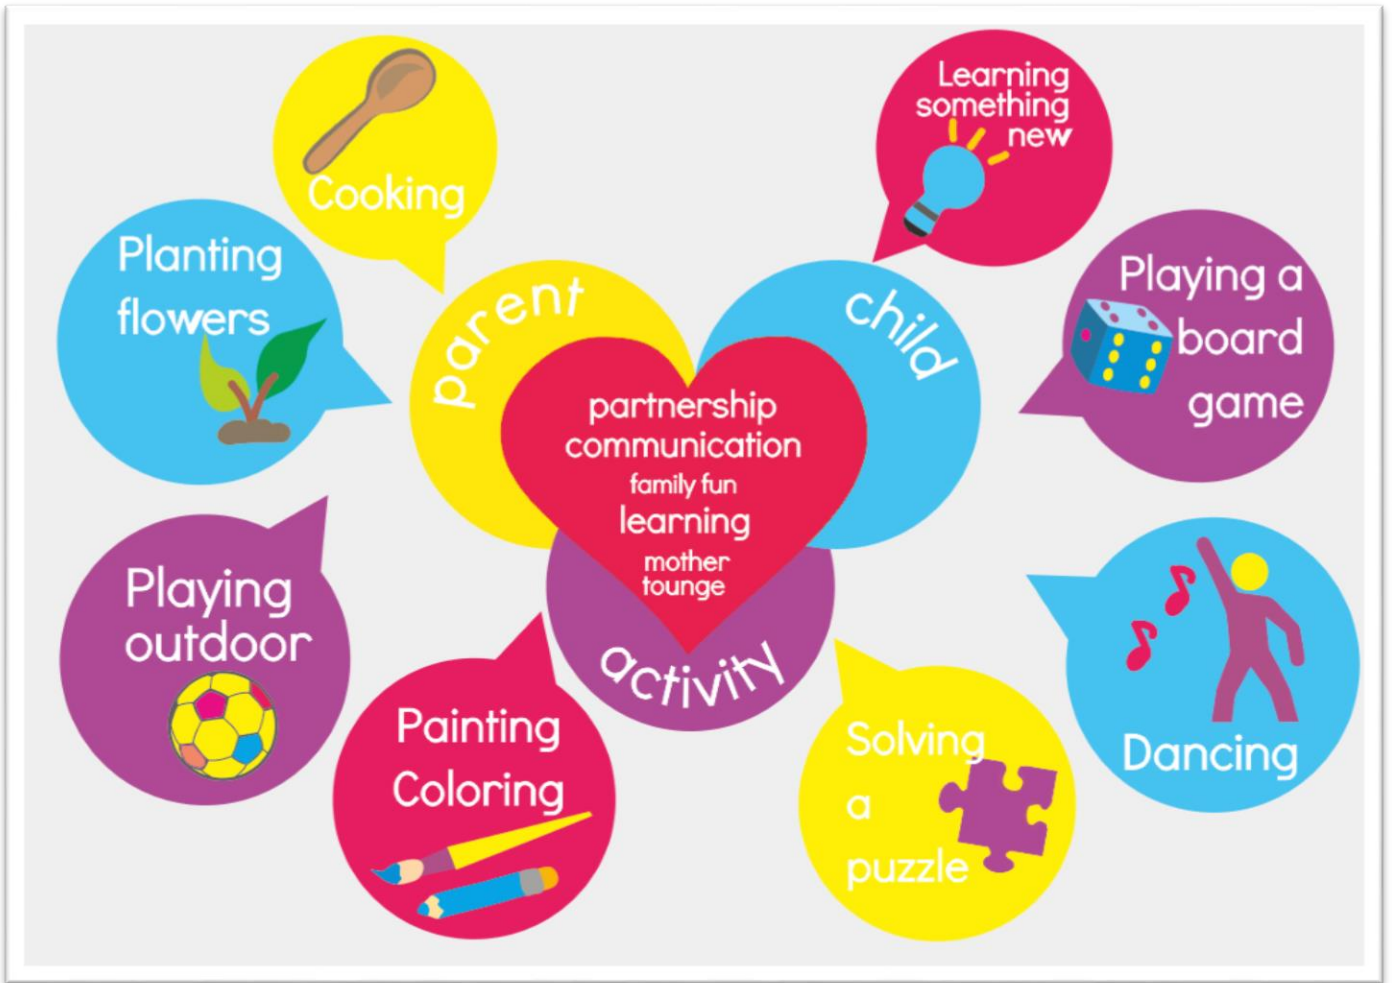 Cooking
Learning
something
new
Planting
flowers
Playing a
board
game
parent
child
partnership
communication
family fun
learning
mother
tounge
activity
Playing
outdoor
Painting
Coloring
Solving
a
puzzle
Dancing